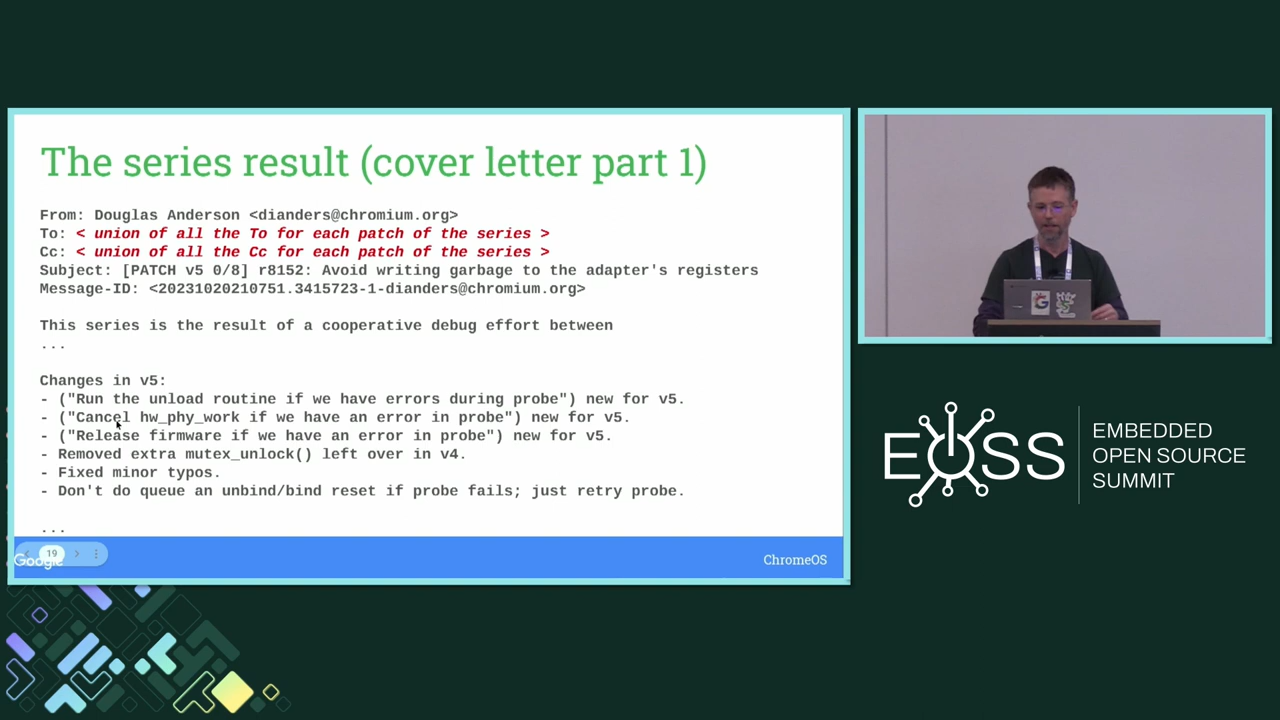 The series result (cover letter part 1)
From: Douglas Anderson <dianders@chromium.org>
To: < union of all the To for each patch of the series >
Cc: < union of all the Cc for each patch of the series >
Subject: [PATCH v5 0/8] r8152: Avoid writing garbage to the adapter's registers
Message-ID: <20231020210751.3415723-1-dianders@chromium.org>
This series is the result of a cooperative debug effort between
...
Changes in v5:
- ("Run the unload routine if we have errors during probe") new for v5.
- ("Cancel hw_phy_work if we have an error in probe") new for v5.
- ("Release firmware if we have an error in probe") new for v5.
- Removed extra mutex_unlock() left over in v4.
- Fixed minor typos.
- Don't do queue an unbind/bind reset if probe fails; just retry probe.
...
19
Google
ChromeOS
EOSS
EMBEDDED
OPEN SOURCE
SUMMIT